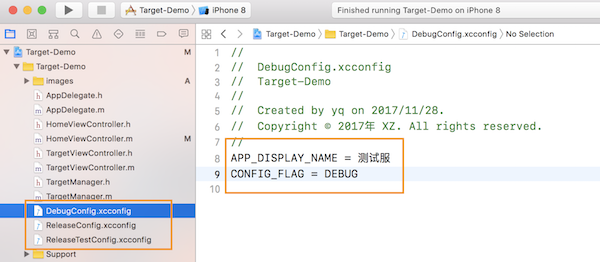 Target-Demo
iPhone 8
Finished running Target-Demo on iPhone 8
Target-Demo
Target-Demo
DebugConfig.xcconfig
No Selection
Target-Demo M
Target-Demo
images A
AppDelegate.h
AppDelegate.m
HomeViewController.h
HomeViewController.m M
TargetViewController.h
TargetViewController.m
TargetManager.h
TargetManager.m
DebugConfig.xcconfig
ReleaseConfig.xcconfig
ReleaseTestConfig.xcconfig
Support
1 //
2 //  DebugConfig.xcconfig
3 //  Target-Demo
4 //
5 //  Created by yq on 2017/11/28.
6 //  Copyright © 2017年 XZ. All rights reserved.
7 //
8 APP_DISPLAY_NAME = 测试服
9 CONFIG_FLAG = DEBUG
10